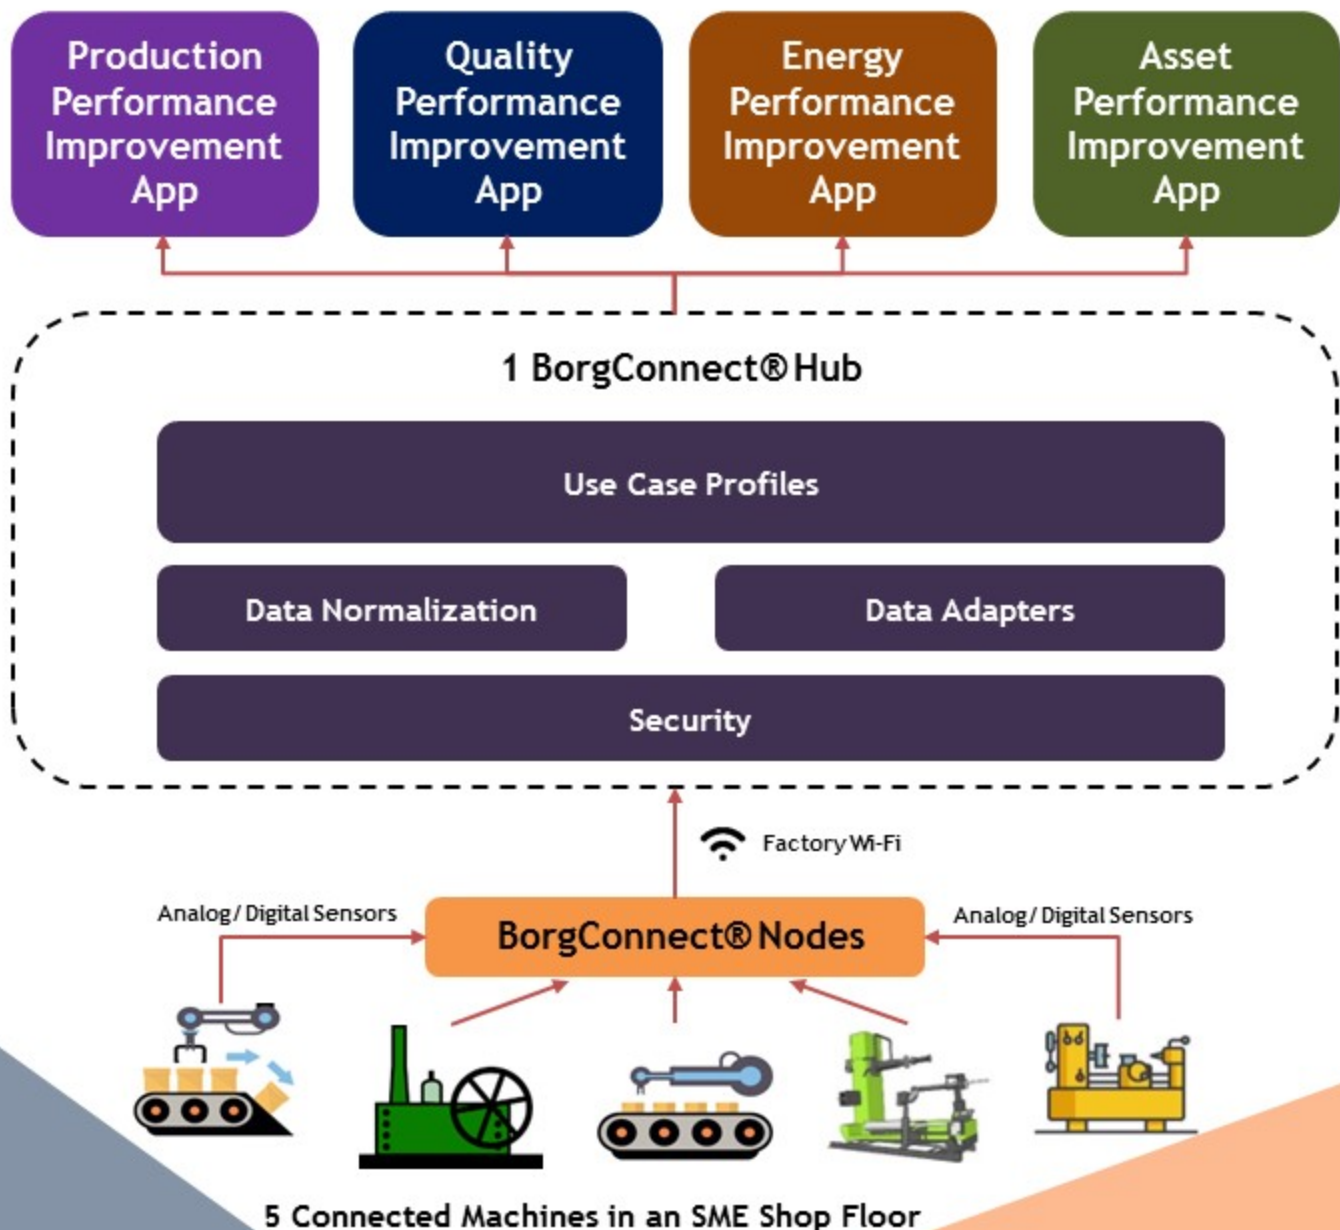 Production
Performance
Improvement
App
Quality
Performance
Improvement
App
Energy
Performance
Improvement
App
Asset
Performance
Improvement
App
1 BorgConnect® Hub
Use Case Profiles
Data Normalization
Data Adapters
Security
Factory Wi-Fi
Analog/ Digital Sensors
Analog/ Digital Sensors
BorgConnect® Nodes
5 Connected Machines in an SME Shop Floor